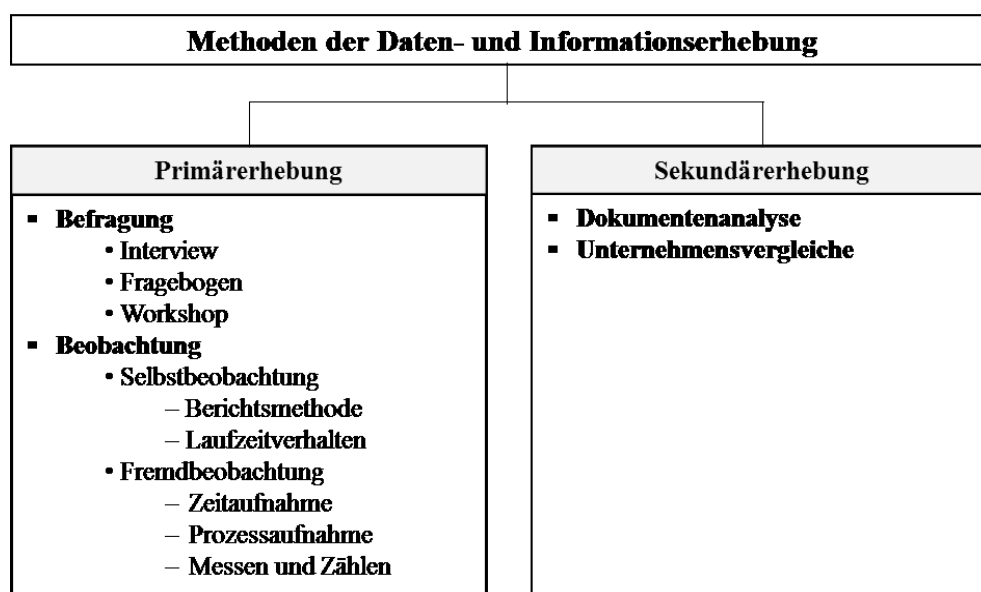 Methoden der Daten- und Informationserhebung
Primärerhebung
▪ Befragung
• Interview
• Fragebogen
• Workshop
▪ Beobachtung
• Selbstbeobachtung
– Berichtsmethode
– Laufzeitverhalten
• Fremdbeobachtung
– Zeitaufnahme
– Prozessaufnahme
– Messen und Zählen
Sekundärerhebung
▪ Dokumentenanalyse
▪ Unternehmensvergleiche